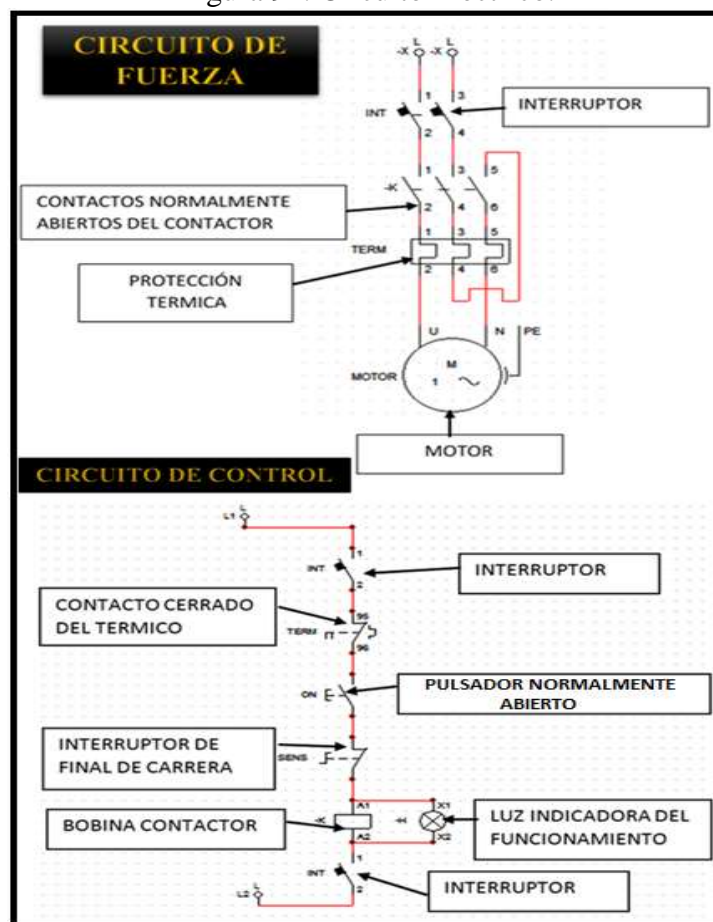 CIRCUITO DE
FUERZA
L L
-X -X
1 3
INT
INTERRUPTOR
2 4
1 3 5
-K
CONTACTOS NORMALMENTE
ABIERTOS DEL CONTACTOR
2 4 6
1 3 5
TERM
2 4 6
PROTECCIÓN
TERMICA
U N PE
M
MOTOR
1
MOTOR
CIRCUITO DE CONTROL
L
L1
1
INT
2
INTERRUPTOR
CONTACTO CERRADO
DEL TERMICO
95
TERM
96
ON
PULSADOR NORMALMENTE
ABIERTO
INTERRUPTOR DE
FINAL DE CARRERA
SENS
A1 X1
-K -H
A2 X2
BOBINA CONTACTOR
LUZ INDICADORA DEL
FUNCIONAMIENTO
1
INT
2
INTERRUPTOR
L
L2